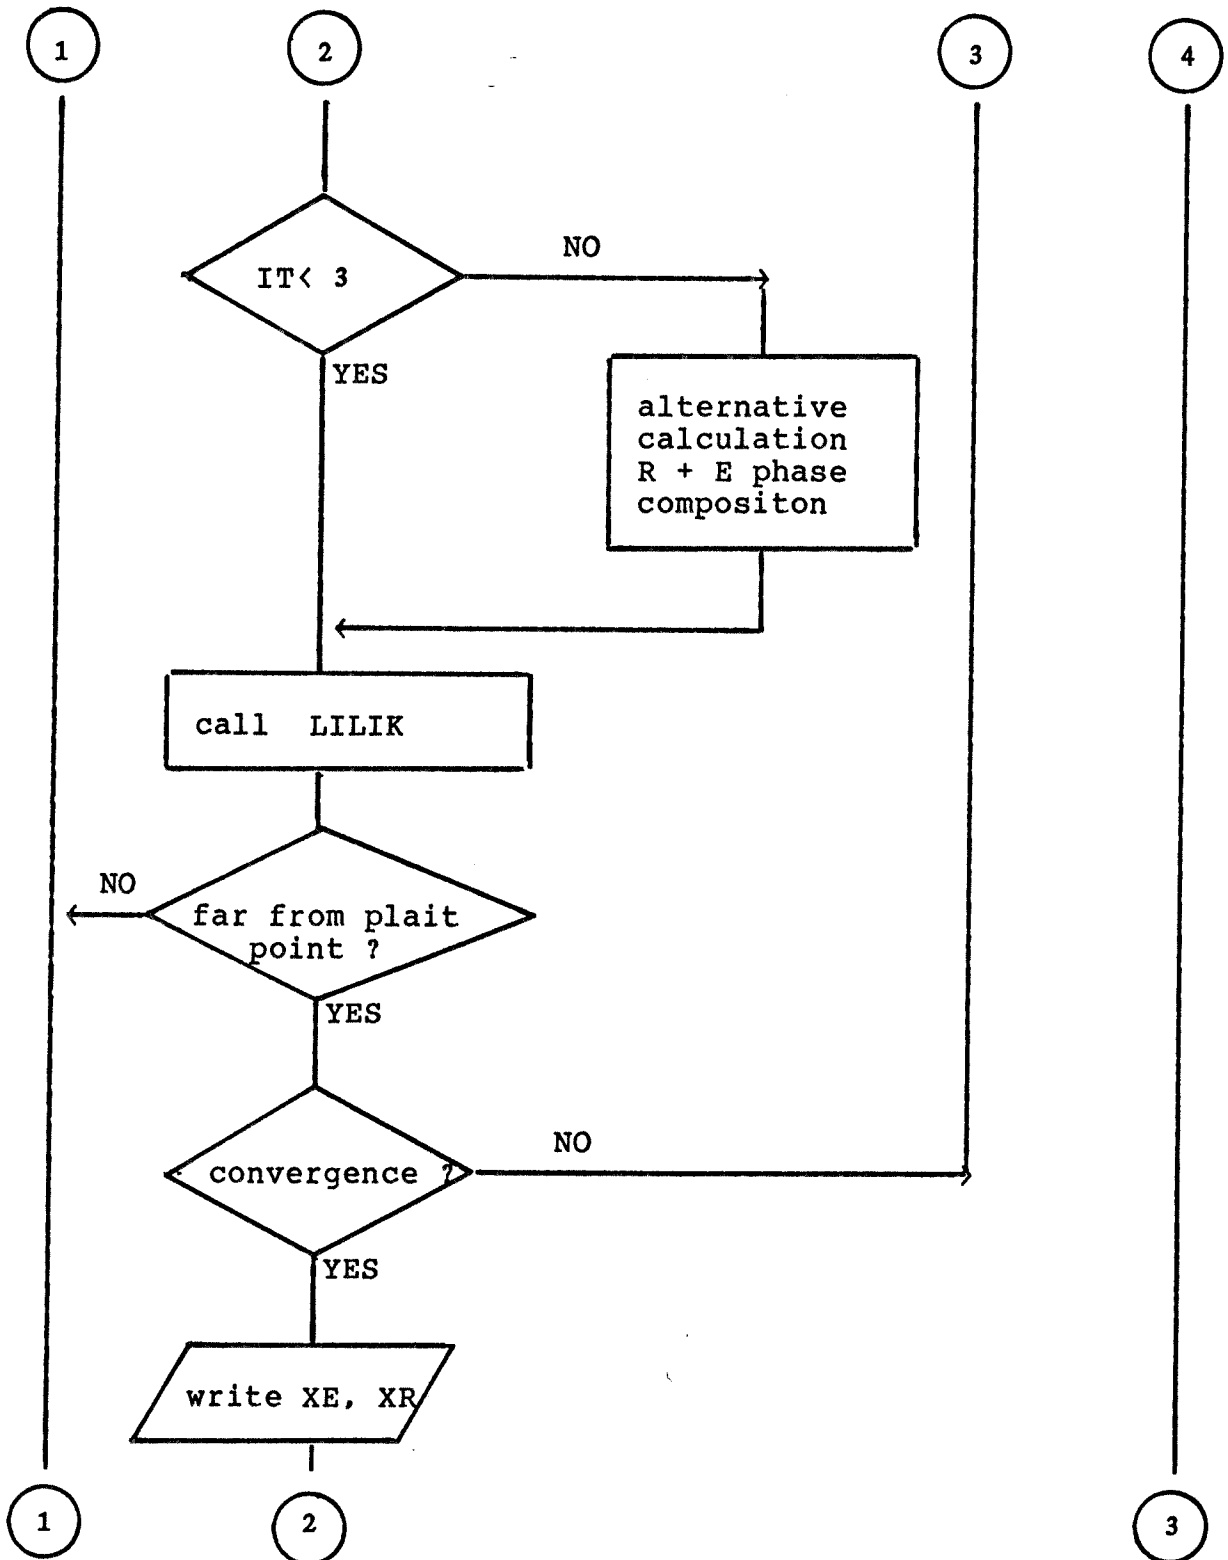 1
2
3
4
IT< 3
NO
YES
alternative
calculation
R + E phase
compositon
call LILIK
NO
far from plait
point ?
YES
convergence ?
NO
YES
write XE, XR
1
2
3